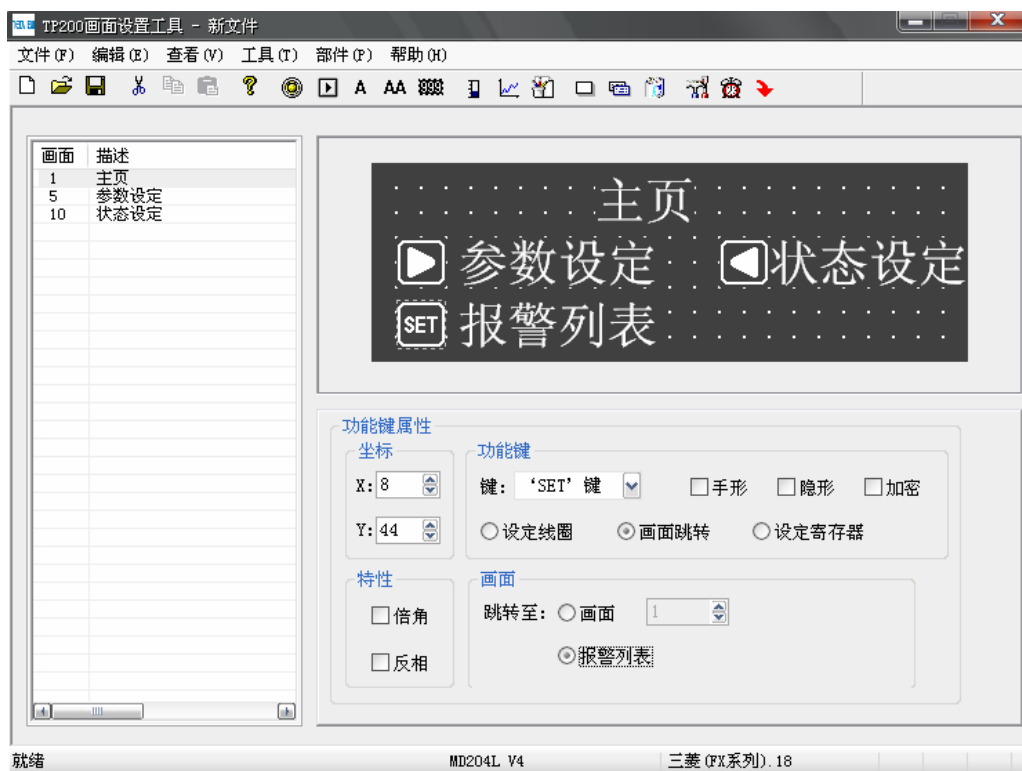 TP200画面设置工具 - 新文件
文件(F) 编辑(E) 查看(V) 工具(T) 部件(P) 帮助(H)
A AA
画面 描述
1 主页
5 参数设定
10 状态设定
主页
参数设定 状态设定
SET 报警列表
功能键属性
坐标
X: 8
Y: 44
功能键
键: ‘SET’键 手形 隐形 加密
设定线圈 画面跳转 设定寄存器
特性
倍角
反相
画面
跳转至: 画面 1
报警列表
就绪 MD204L V4 三菱(FX系列).18